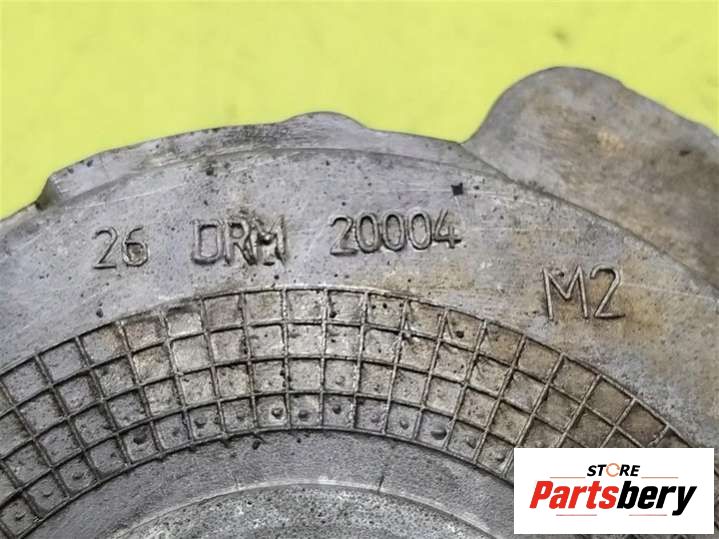 26 DRM 20004
M2
STORE
Partsbery